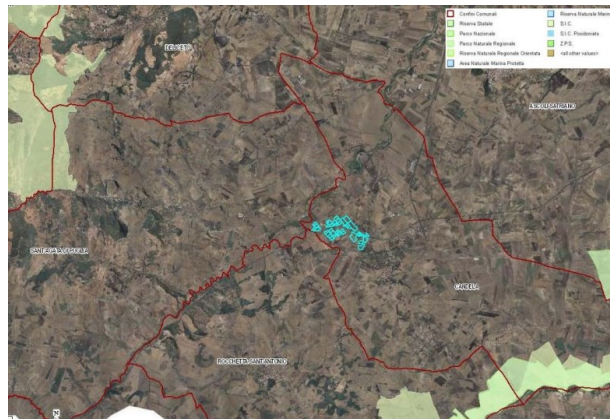 Confini Comunali
Riserva Statale
Parco Nazionale
Parco Naturale Regionale
Riserva Naturale Regionale Orientata
Area Naturale Marina Protetta
Riserva Naturale Marina
S.I.C.
S.I.C. Posidonieto
Z.P.S.
<all other values>
DELICETO
ASCOLI SATRIANO
SANT'AGATA DI PUGLIA
CANDELA
ROCCHETTA SANT'ANTONIO